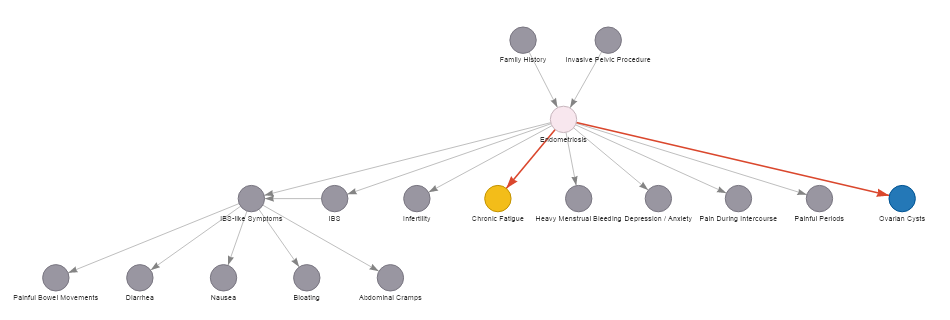 Family History
Invasive Pelvic Procedure
Endometriosis
IBS-like Symptoms
IBS
Infertility
Chronic Fatigue
Heavy Menstrual Bleeding
Depression / Anxiety
Pain During Intercourse
Painful Periods
Ovarian Cysts
Painful Bowel Movements
Diarrhea
Nausea
Bloating
Abdominal Cramps